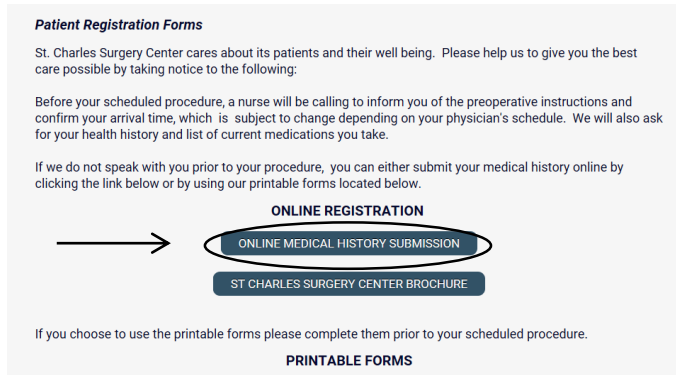 Patient Registration Forms
St. Charles Surgery Center cares about its patients and their well being.  Please help us to give you the best
care possible by taking notice to the following:
Before your scheduled procedure, a nurse will be calling to inform you of the preoperative instructions and
confirm your arrival time, which  is  subject to change depending on your physician's schedule.  We will also ask
for your health history and list of current medications you take.
If we do not speak with you prior to your procedure,  you can either submit your medical history online by
clicking the link below or by using our printable forms located below.
ONLINE REGISTRATION
ONLINE MEDICAL HISTORY SUBMISSION
ST CHARLES SURGERY CENTER BROCHURE
If you choose to use the printable forms please complete them prior to your scheduled procedure.
PRINTABLE FORMS